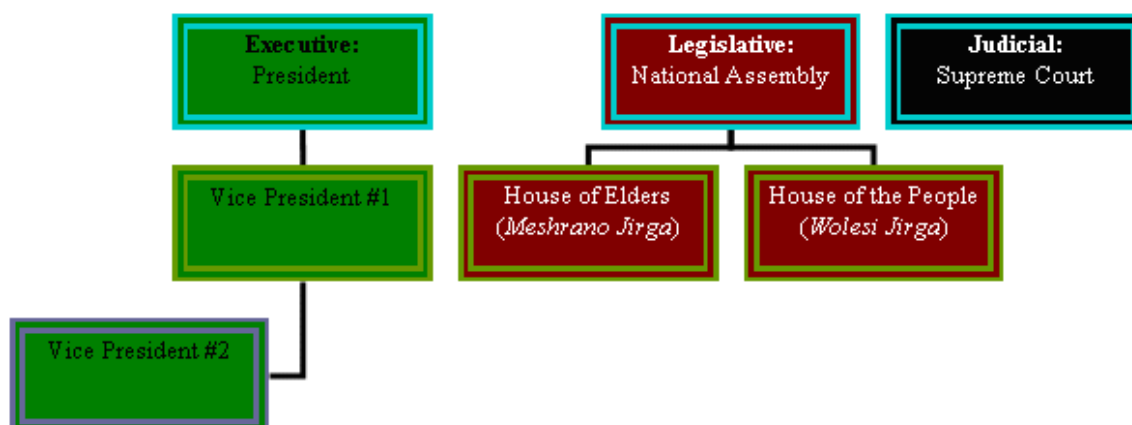 Executive:
President
Legislative:
National Assembly
Judicial:
Supreme Court
Vice President #1
House of Elders
(Meshrano Jirga)
House of the People
(Wolesi Jirga)
Vice President #2